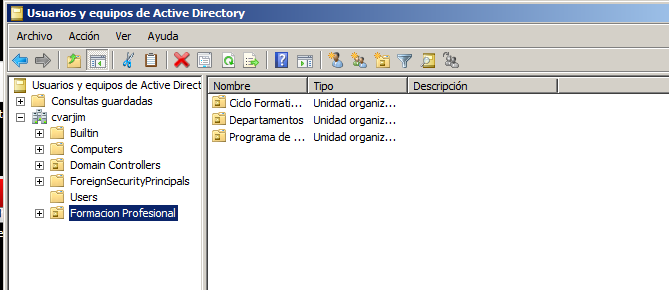 Usuarios y equipos de Active Directory
Archivo Acción Ver Ayuda
Usuarios y equipos de Active Direct
Consultas guardadas
cvarjim
Builtin
Computers
Domain Controllers
ForeignSecurityPrincipals
Users
Formacion Profesional
Nombre Tipo Descripción
Ciclo Formati... Unidad organiz...
Departamentos Unidad organiz...
Programa de ... Unidad organiz...